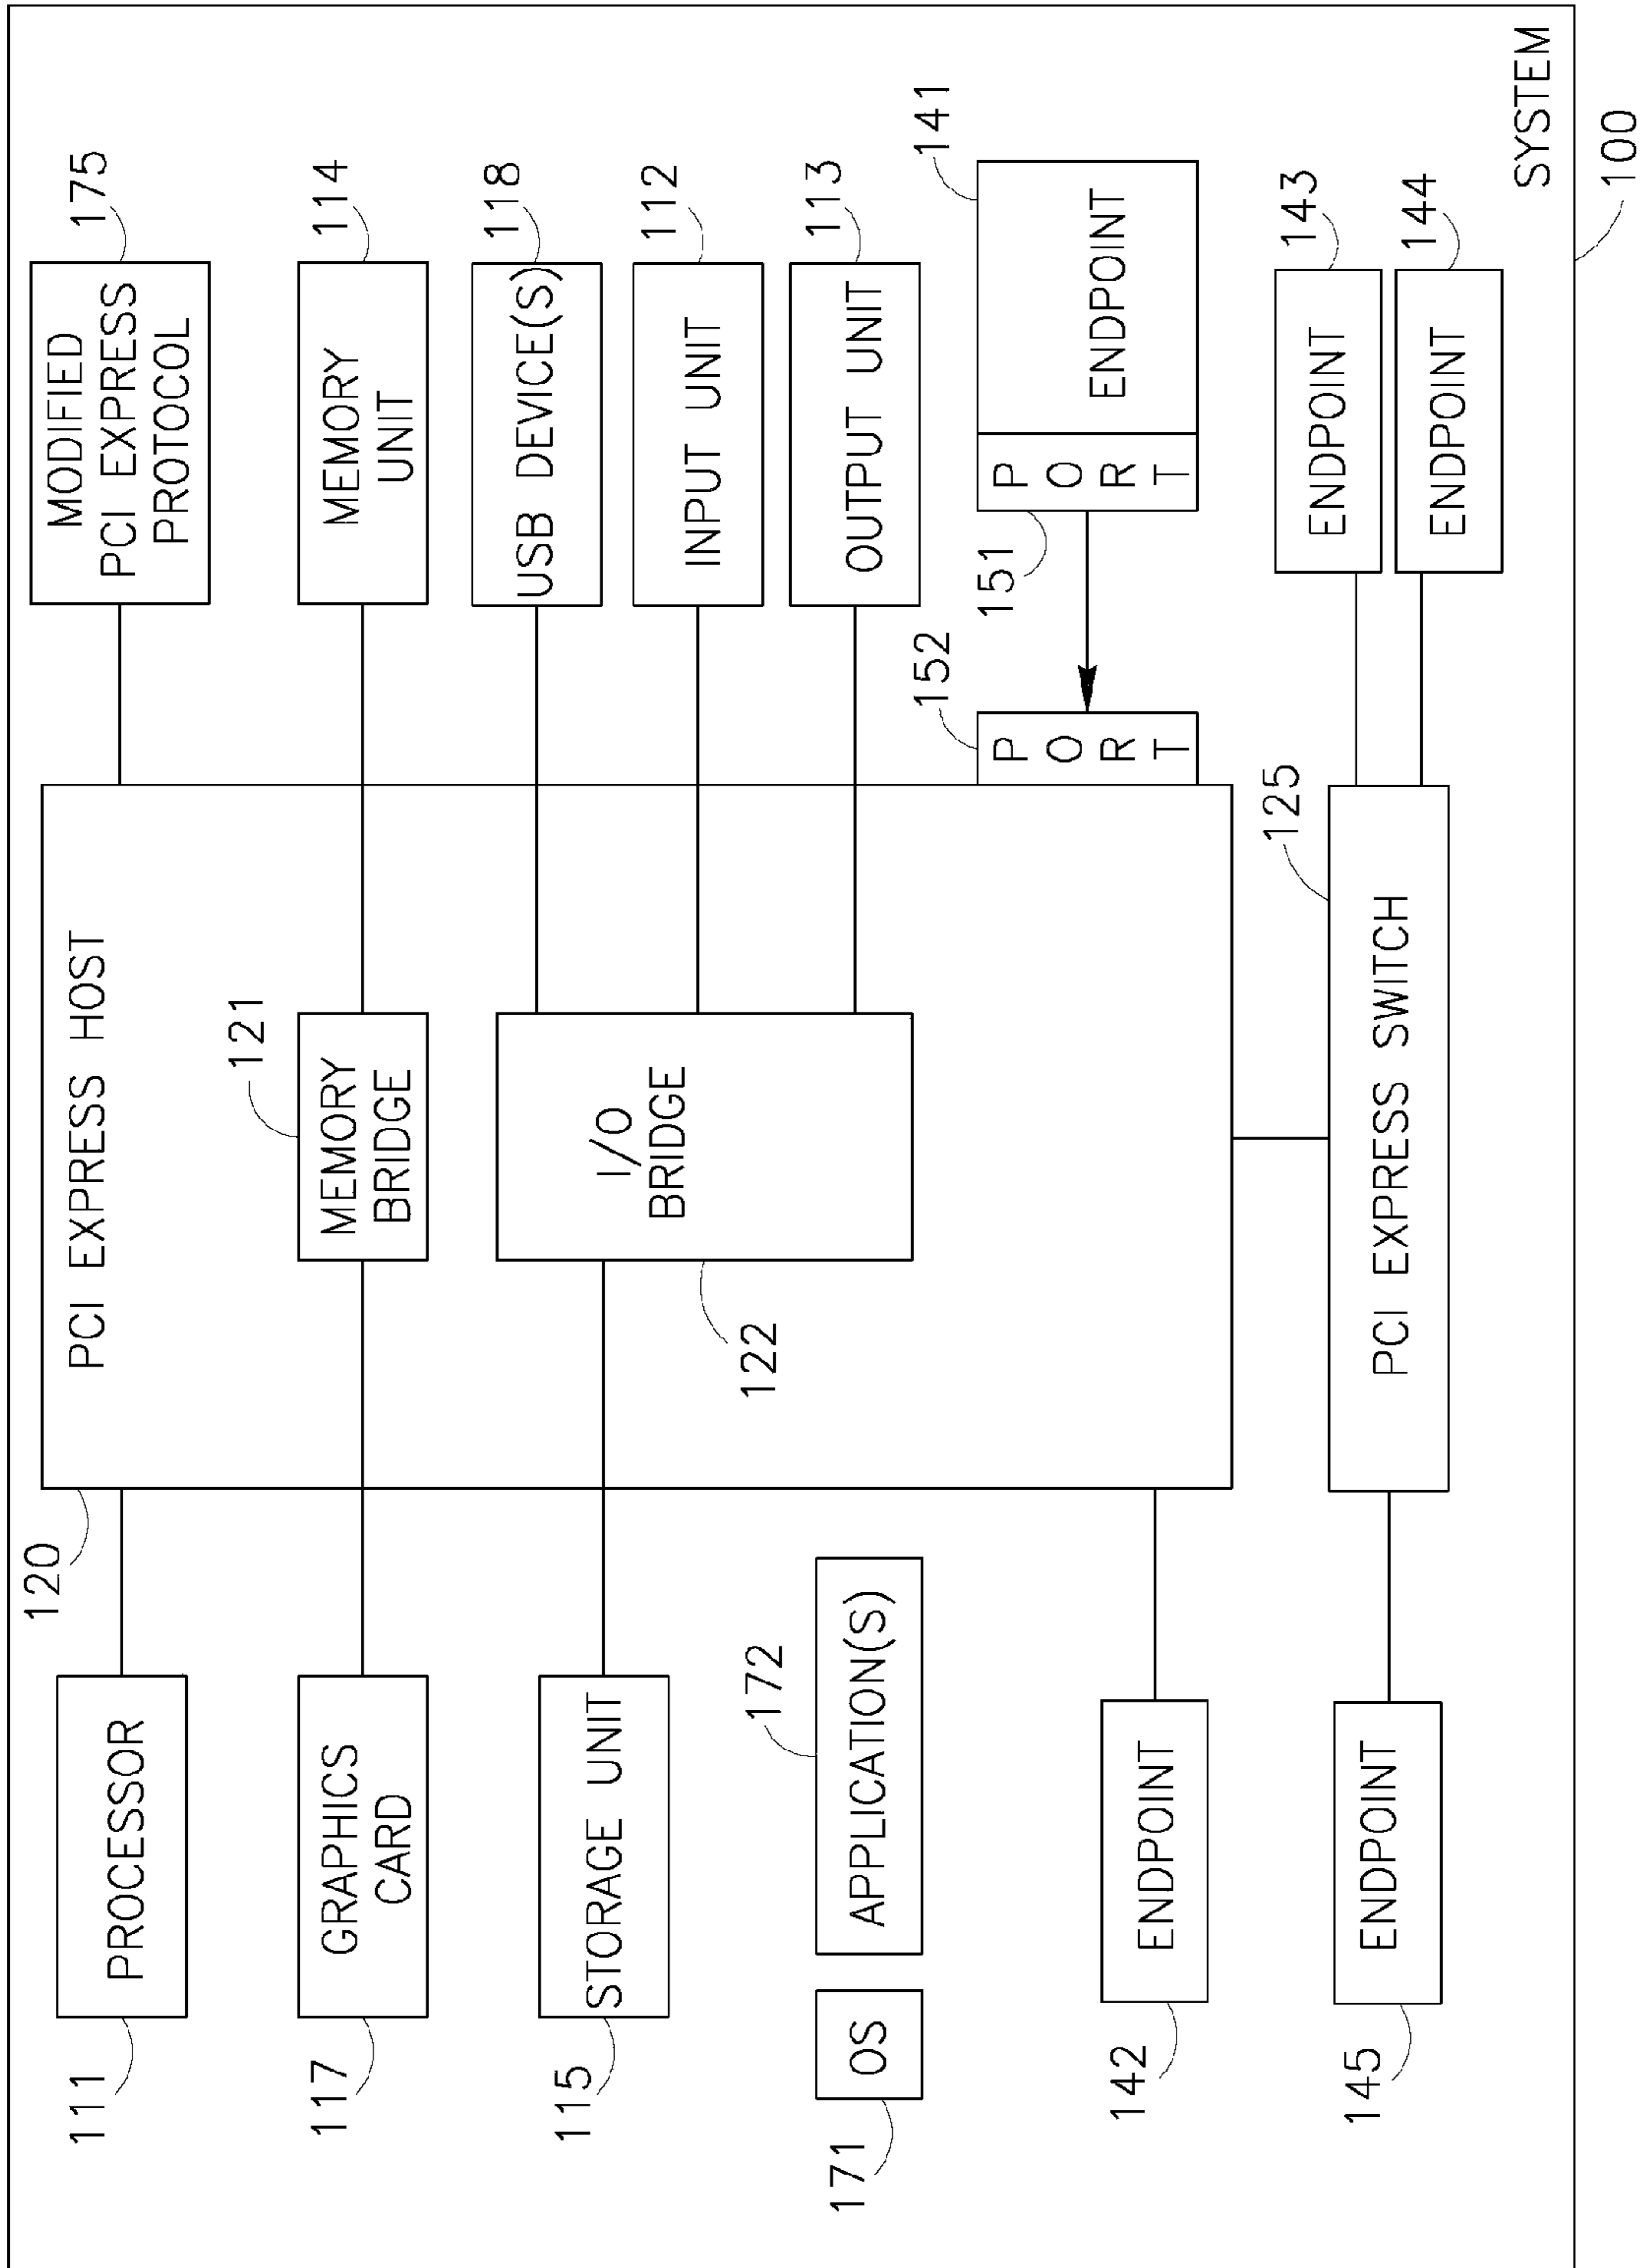 120
PCI EXPRESS HOST
111
PROCESSOR
MODIFIED
PCI EXPRESS
PROTOCOL
175
117
GRAPHICS
CARD
121
MEMORY
BRIDGE
MEMORY
UNIT
114
115
STORAGE UNIT
122
I/O
BRIDGE
USB DEVICE(S)
118
INPUT UNIT
112
OUTPUT UNIT
113
171
OS
172
APPLICATION(S)
152
PORT
151
PORT
ENDPOINT
141
142
ENDPOINT
145
ENDPOINT
PCI EXPRESS SWITCH
125
ENDPOINT
143
ENDPOINT
144
SYSTEM
100